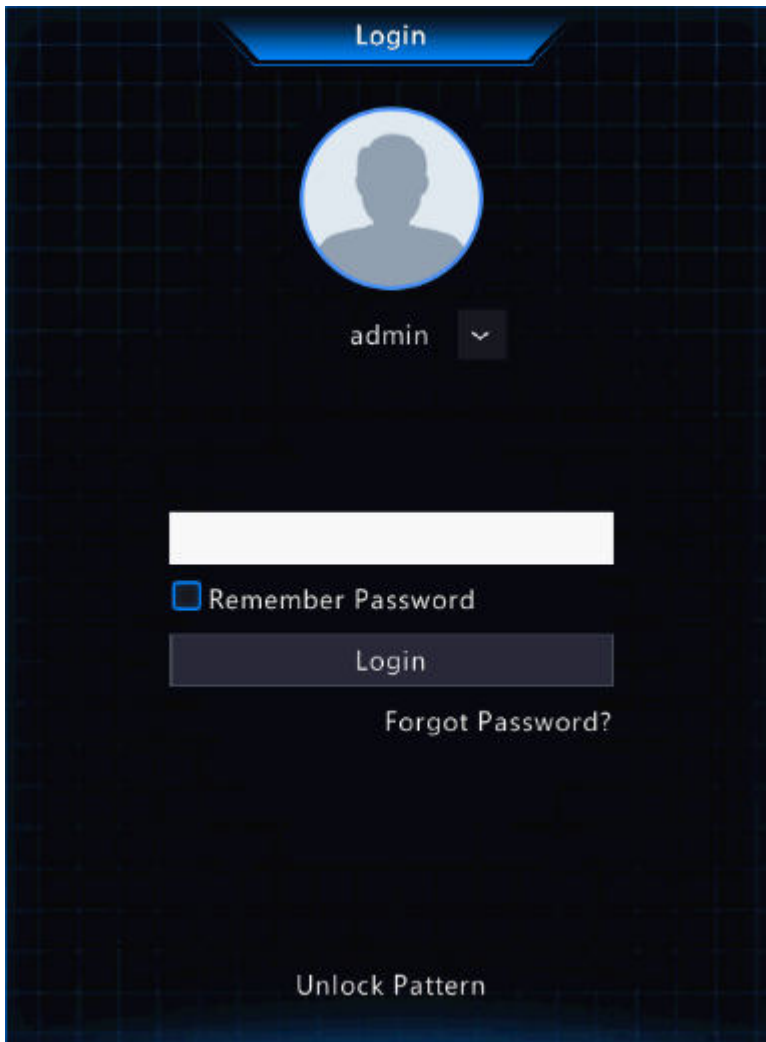 Login
admin
Remember Password
Login
Forgot Password?
Unlock Pattern